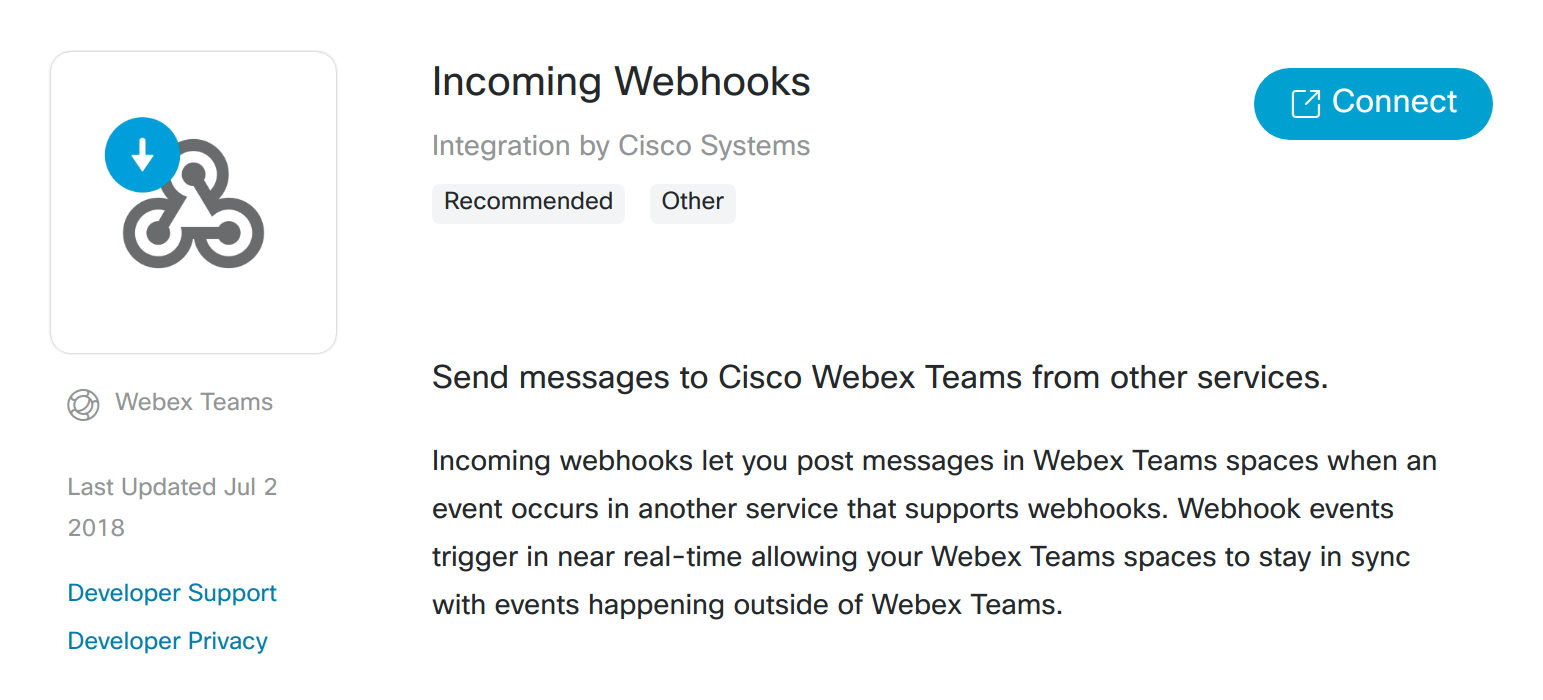 Incoming Webhooks
Connect
Integration by Cisco Systems
Recommended
Other
Webex Teams
Last Updated Jul 2
2018
Developer Support
Developer Privacy
Send messages to Cisco Webex Teams from other services.
Incoming webhooks let you post messages in Webex Teams spaces when an
event occurs in another service that supports webhooks. Webhook events
trigger in near real-time allowing your Webex Teams spaces to stay in sync
with events happening outside of Webex Teams.